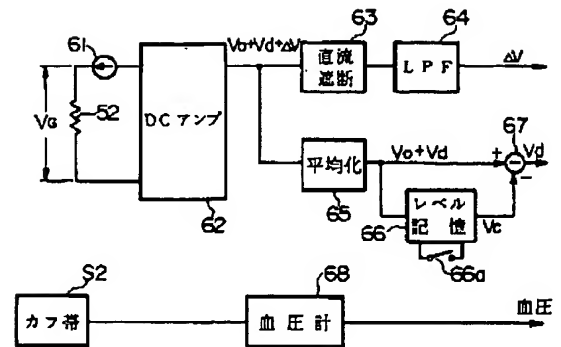 63
64
61
Vo+Vd+ΔV
直流
遮断
LPF
ΔV
52
DCアンプ
67
Vo+Vd
+
Vd
平均化
−
65
レベル
記憶
66
Vc
62
66a
S2
68
カフ帯
血圧計
血圧